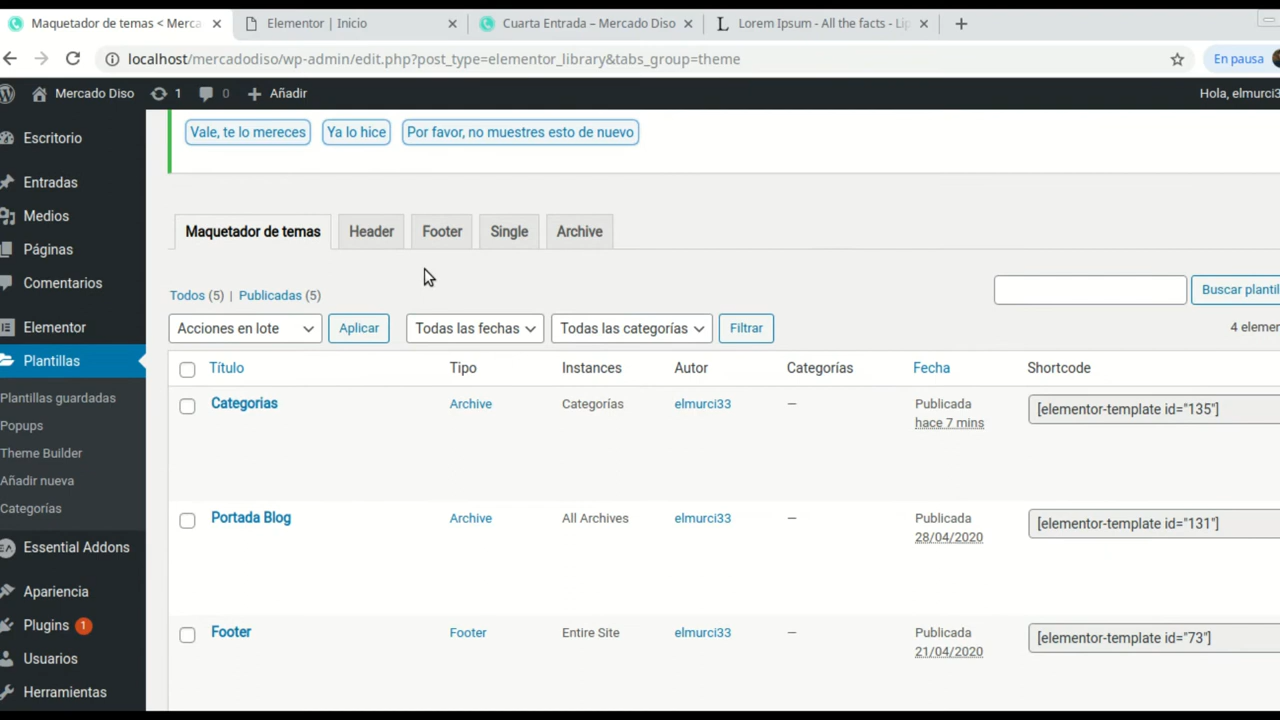 Maquetador de temas < Merca
Elementor | Inicio
Cuarta Entrada – Mercado Diso
Lorem Ipsum - All the facts - Lip
localhost/mercadodiso/wp-admin/edit.php?post_type=elementor_library&tabs_group=theme
En pausa
Mercado Diso
1
0
Añadir
Hola, elmurci3
Escritorio
Entradas
Medios
Páginas
Comentarios
Elementor
Plantillas
Plantillas guardadas
Popups
Theme Builder
Añadir nueva
Categorías
Essential Addons
Apariencia
Plugins 1
Usuarios
Herramientas
Vale, te lo mereces
Ya lo hice
Por favor, no muestres esto de nuevo
Maquetador de temas
Header
Footer
Single
Archive
Todos (5) | Publicadas (5)
Buscar plantil
Acciones en lote
Aplicar
Todas las fechas
Todas las categorías
Filtrar
4 elemen
Título Tipo Instances Autor Categorías Fecha Shortcode
Categorias Archive Categorías elmurci33 — Publicada [elementor-template id="135"]
hace 7 mins
Portada Blog Archive All Archives elmurci33 — Publicada [elementor-template id="131"]
28/04/2020
Footer Footer Entire Site elmurci33 — Publicada [elementor-template id="73"]
21/04/2020